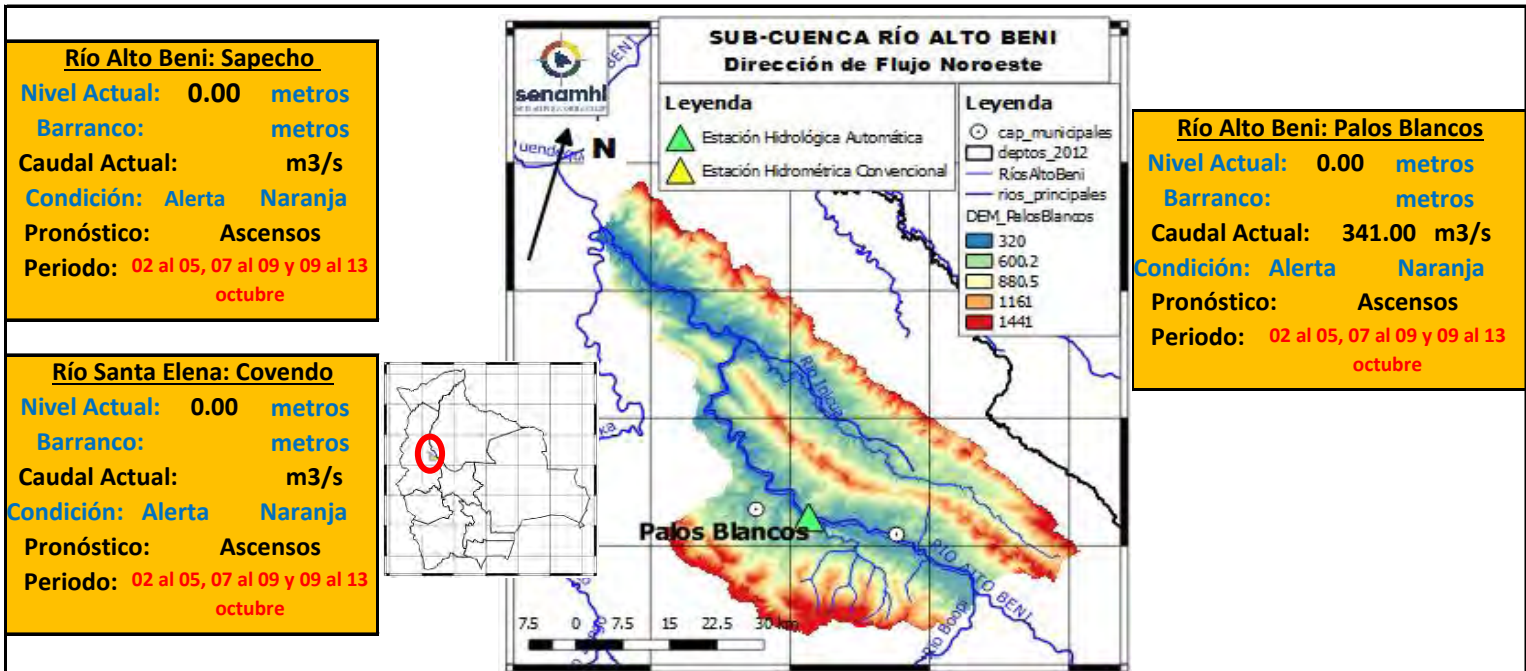 Río Alto Beni: Sapecho
Nivel Actual: 0.00 metros
Barranco: metros
Caudal Actual: m3/s
Condición: Alerta Naranja
Pronóstico: Ascensos
Periodo: 02 al 05, 07 al 09 y 09 al 13
octubre
Río Santa Elena: Covendo
Nivel Actual: 0.00 metros
Barranco: metros
Caudal Actual: m3/s
Condición: Alerta Naranja
Pronóstico: Ascensos
Periodo: 02 al 05, 07 al 09 y 09 al 13
octubre
senamhi
BENI
N
SUB-CUENCA RÍO ALTO BENI
Dirección de Flujo Noroeste
Leyenda
Estación Hidrológica Automática
Estación Hidrométrica Convencional
Leyenda
cap_municipales
deptos_2012
RíosAltoBeni
rios_principales
DEM_PalosBlancos
320
600.2
880.5
1161
1441
Río Inicua
Palos Blancos
RÍO ALTO BENI
Río Boopi
7.5 0 7.5 15 22.5 30 km
Río Alto Beni: Palos Blancos
Nivel Actual: 0.00 metros
Barranco: metros
Caudal Actual: 341.00 m3/s
Condición: Alerta Naranja
Pronóstico: Ascensos
Periodo: 02 al 05, 07 al 09 y 09 al 13
octubre